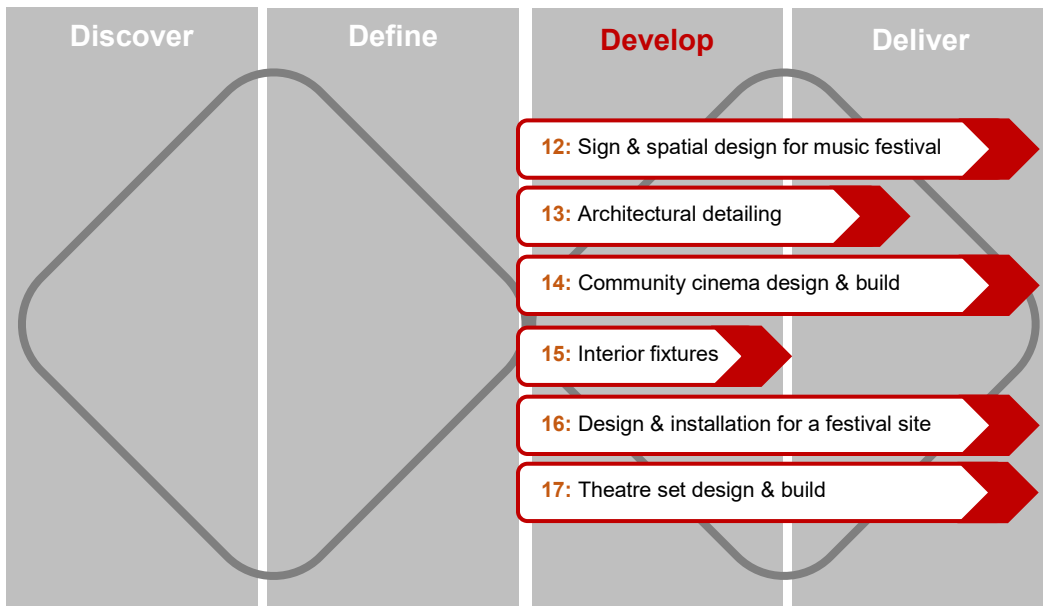 Discover
Define
Develop
Deliver
12: Sign & spatial design for music festival
13: Architectural detailing
14: Community cinema design & build
15: Interior fixtures
16: Design & installation for a festival site
17: Theatre set design & build